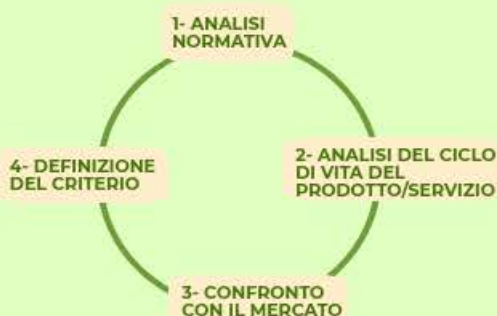 1- ANALISI
NORMATIVA
2- ANALISI DEL CICLO
DI VITA DEL
PRODOTTO/SERVIZIO
3- CONFRONTO
CON IL MERCATO
4- DEFINIZIONE
DEL CRITERIO